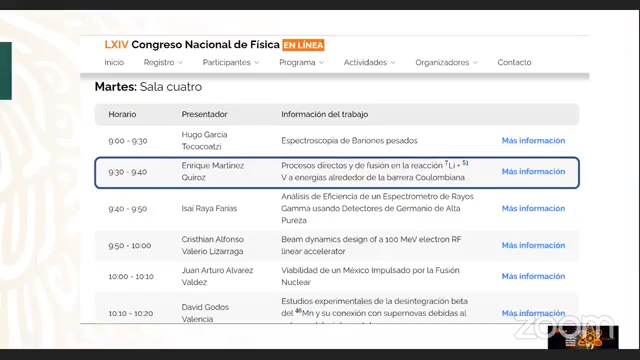 LXIV Congreso Nacional de Física EN LÍNEA
Inicio Registro Participantes Programa Actividades Organizadores Contacto
Martes: Sala cuatro
Horario Presentador Información del trabajo
9:00 - 9:30 Hugo García Tecocoatzi Espectroscopia de Bariones pesados Más información
9:30 - 9:40 Enrique Martinez Quiroz Procesos directos y de fusión en la reacción ⁷Li + ⁵¹
V a energías alrededor de la barrera Coulombiana Más información
9:40 - 9:50 Isaí Raya Farías Análisis de Eficiencia de un Espectrometro de Rayos
Gamma usando Detectores de Germanio de Alta
Pureza Más información
9:50 - 10:00 Cristhian Alfonso Valerio Lizarraga Beam dynamics design of a 100 MeV electron RF
linear accelerator Más información
10:00 - 10:10 Juan Arturo Alvarez Valdez Viabilidad de un México Impulsado por la Fusión
Nuclear Más información
10:10 - 10:20 David Godos Valencia Estudios experimentales de la desintegración beta
del ⁴⁶Mn y su conexión con supernovas debidas al Más información
zoom